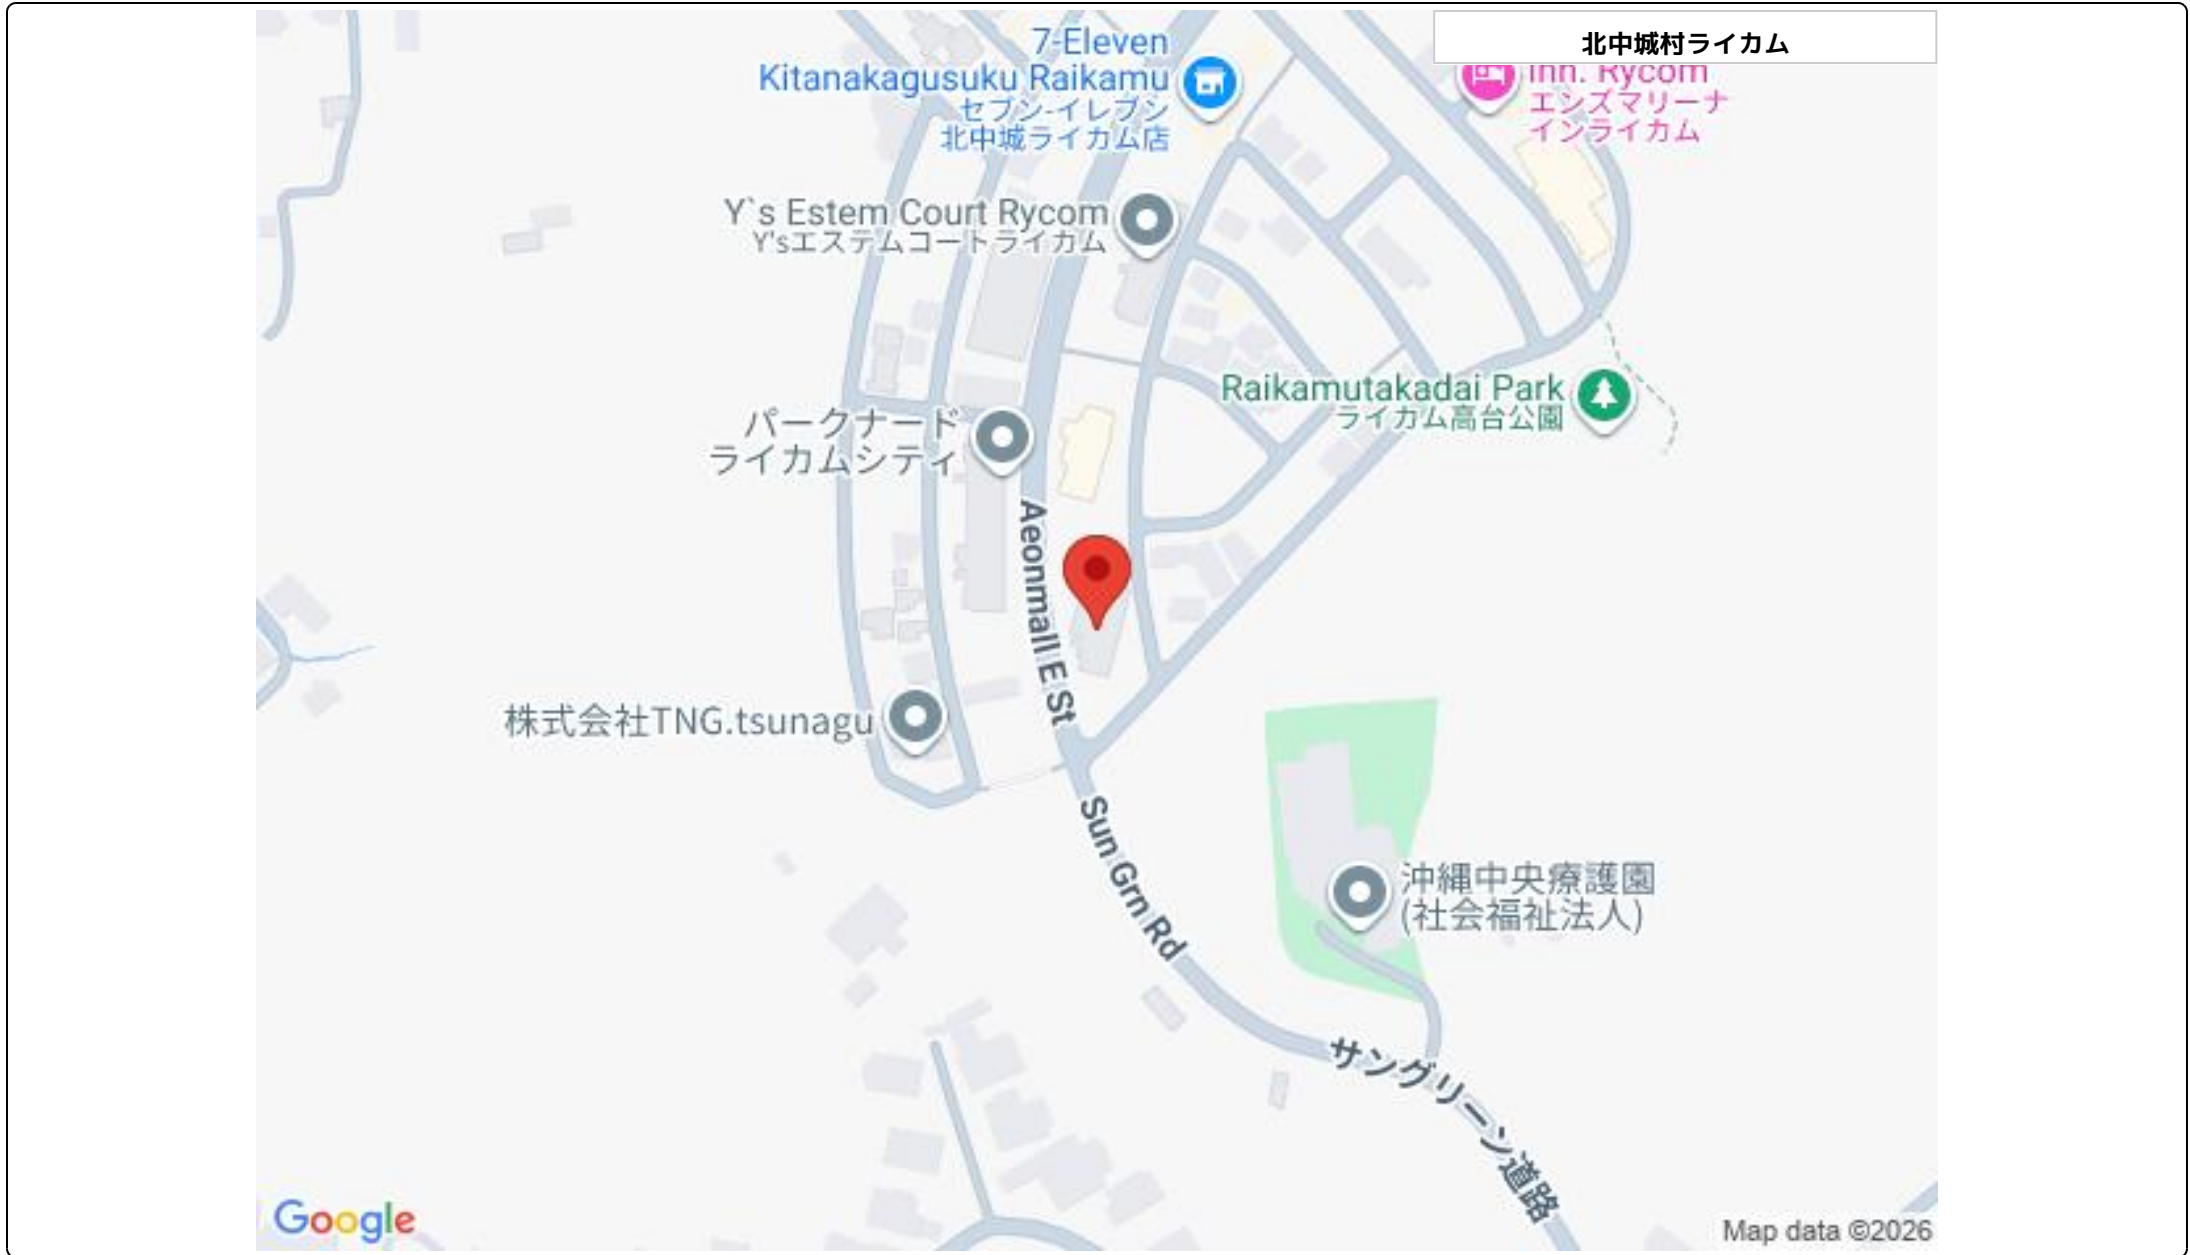 北中城村ライカム
7-Eleven
Kitanakagusuku Raikamu
セブン-イレブン
北中城ライカム店
Inn. Rycom
エンズマリーナ
インライカム
Y`s Estem Court Rycom
Y'sエステムコートライカム
Raikamutakadai Park
ライカム高台公園
パークナード
ライカムシティ
Aeonmall E St
株式会社TNG.tsunagu
Sun Grn Rd
沖縄中央療護園
(社会福祉法人)
サングリーン道路
Google
Map data ©2026